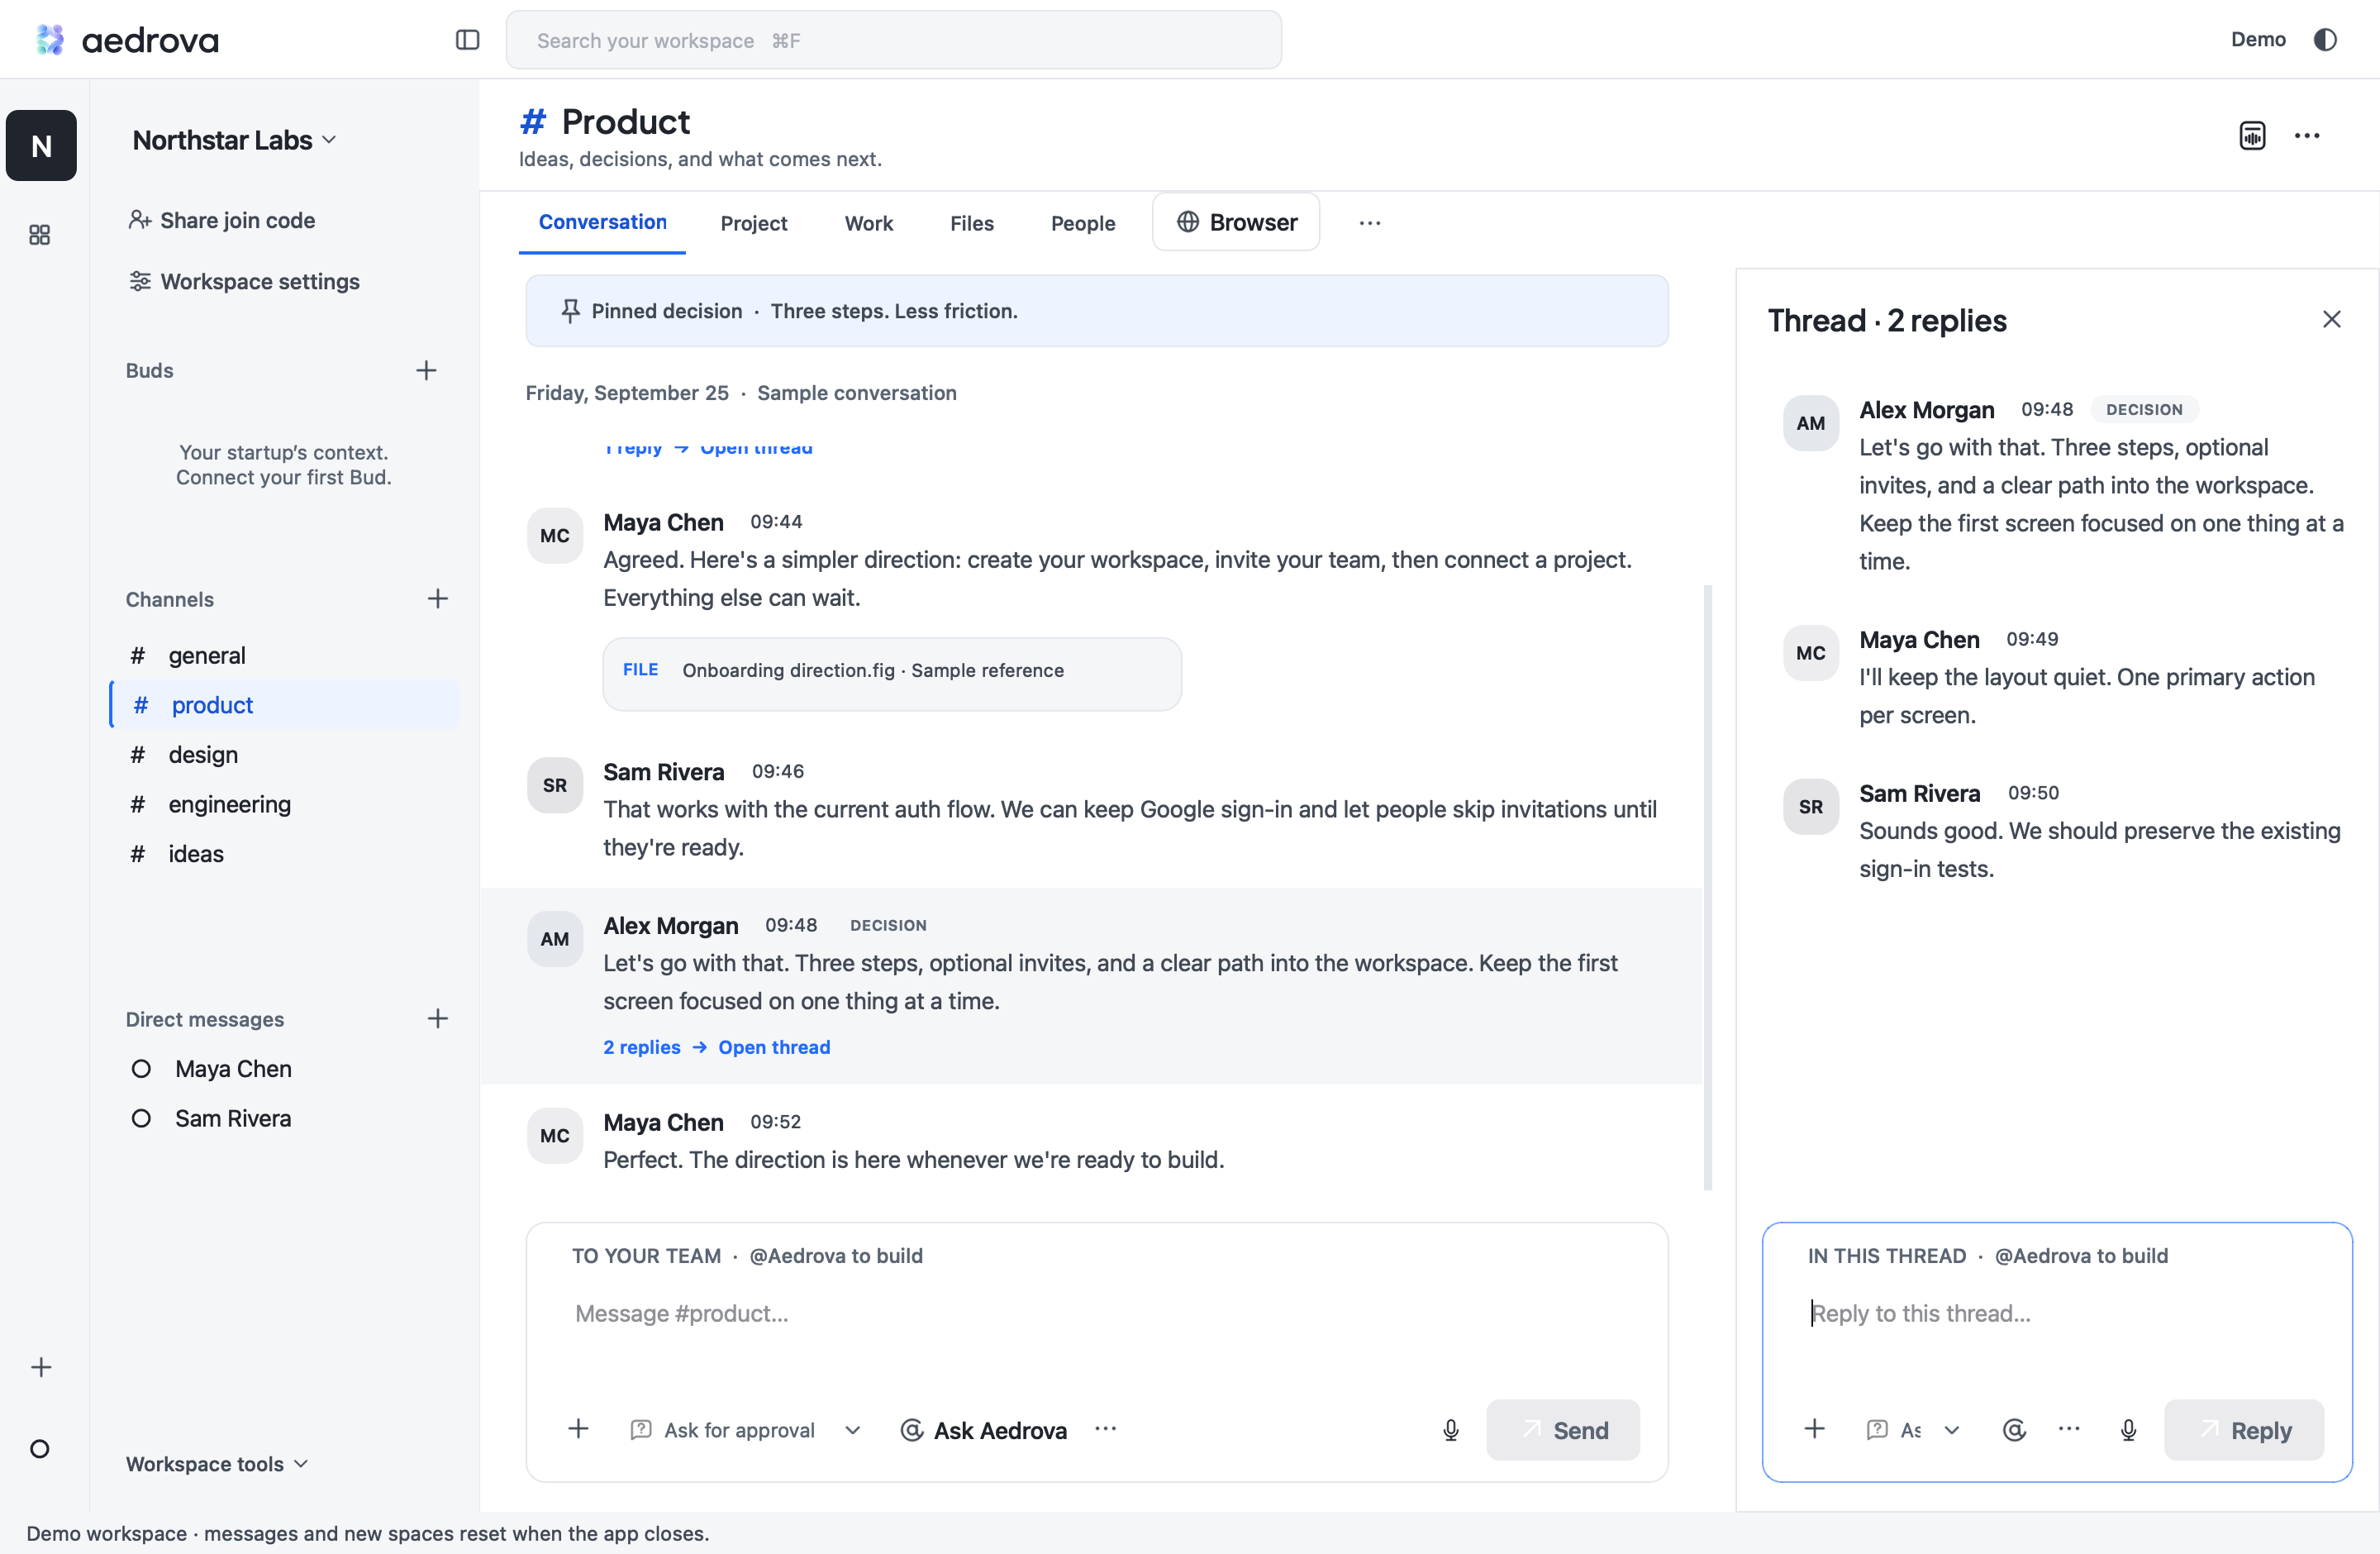 aedrova
Search your workspace ⌘F
Demo
N
Northstar Labs
Share join code
Workspace settings
Buds
Your startup's context.
Connect your first Bud.
Channels
# general
# product
# design
# engineering
# ideas
Direct messages
Maya Chen
Sam Rivera
Workspace tools
# Product
Ideas, decisions, and what comes next.
Conversation Project Work Files People Browser ...
Pinned decision · Three steps. Less friction.
Friday, September 25 · Sample conversation
1 reply → Open thread
MC Maya Chen 09:44
Agreed. Here's a simpler direction: create your workspace, invite your team, then connect a project.
Everything else can wait.
FILE Onboarding direction.fig · Sample reference
SR Sam Rivera 09:46
That works with the current auth flow. We can keep Google sign-in and let people skip invitations until
they're ready.
AM Alex Morgan 09:48 DECISION
Let's go with that. Three steps, optional invites, and a clear path into the workspace. Keep the first
screen focused on one thing at a time.
2 replies → Open thread
MC Maya Chen 09:52
Perfect. The direction is here whenever we're ready to build.
TO YOUR TEAM · @Aedrova to build
Message #product...
Ask for approval @ Ask Aedrova ... Send
Thread · 2 replies
AM Alex Morgan 09:48 DECISION
Let's go with that. Three steps, optional
invites, and a clear path into the workspace.
Keep the first screen focused on one thing at a
time.
MC Maya Chen 09:49
I'll keep the layout quiet. One primary action
per screen.
SR Sam Rivera 09:50
Sounds good. We should preserve the existing
sign-in tests.
IN THIS THREAD · @Aedrova to build
Reply to this thread...
As @ ... Reply
Demo workspace · messages and new spaces reset when the app closes.